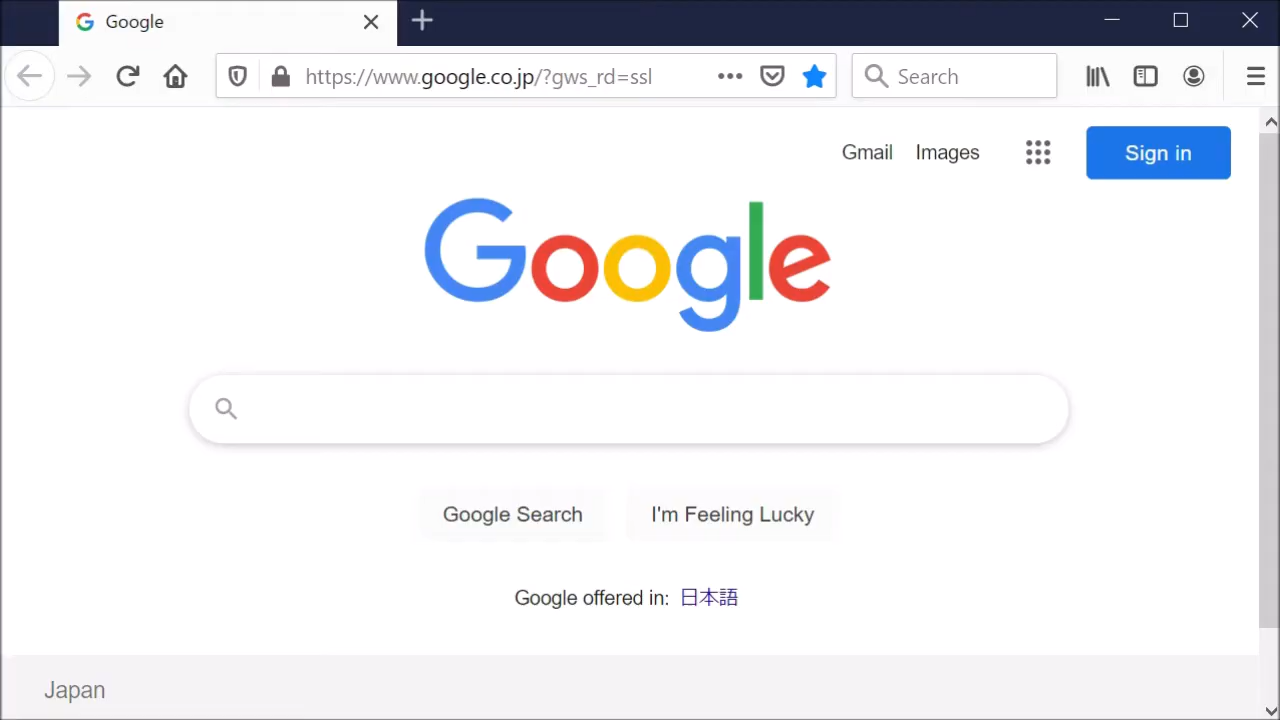 Google
https://www.google.co.jp/?gws_rd=ssl
Search
Gmail Images Sign in
Google
Google Search I'm Feeling Lucky
Google offered in: 日本語
Japan